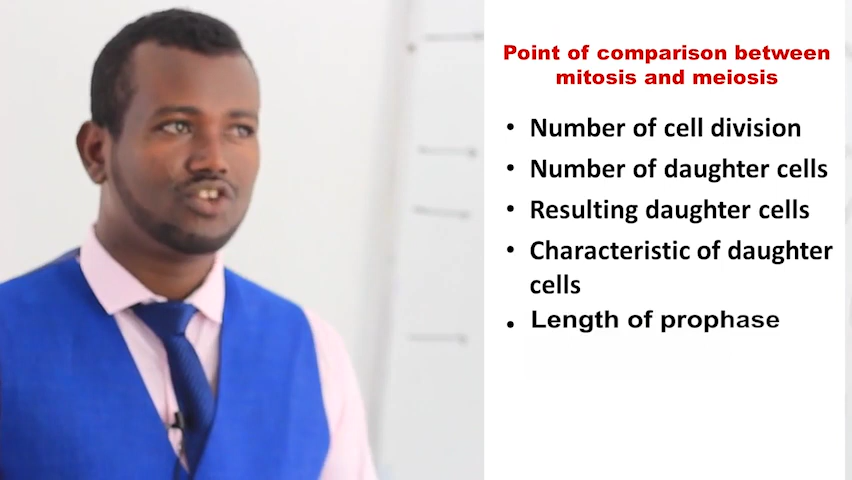 Point of comparison between
mitosis and meiosis
• Number of cell division
• Number of daughter cells
• Resulting daughter cells
• Characteristic of daughter
cells
• Length of prophase